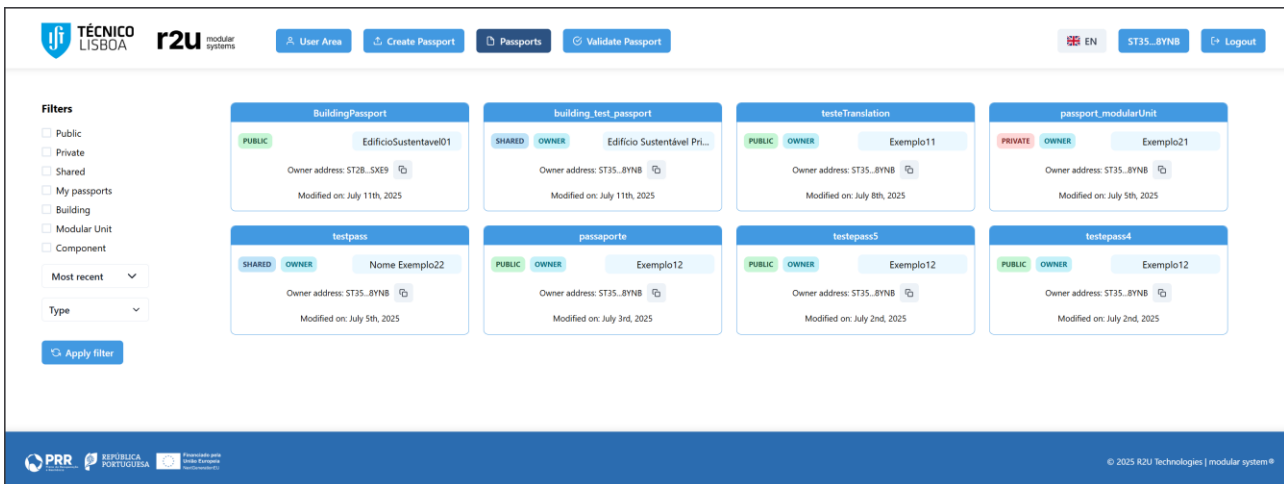 TÉCNICO
LISBOA
r2u modular
systems
User Area
Create Passport
Passports
Validate Passport
EN
ST35...8YNB
Logout
Filters
Public
Private
Shared
My passports
Building
Modular Unit
Component
Most recent
Type
Apply filter
BuildingPassport
PUBLIC EdificioSustentavel01
Owner address: ST2B...SXE9
Modified on: July 11th, 2025
building_test_passport
SHARED OWNER Edifício Sustentável Pri...
Owner address: ST35...8YNB
Modified on: July 11th, 2025
testeTranslation
PUBLIC OWNER Exemplo11
Owner address: ST35...8YNB
Modified on: July 8th, 2025
passport_modularUnit
PRIVATE OWNER Exemplo21
Owner address: ST35...8YNB
Modified on: July 5th, 2025
testpass
SHARED OWNER Nome Exemplo22
Owner address: ST35...8YNB
Modified on: July 5th, 2025
passaporte
PUBLIC OWNER Exemplo12
Owner address: ST35...8YNB
Modified on: July 3rd, 2025
testepass5
PUBLIC OWNER Exemplo12
Owner address: ST35...8YNB
Modified on: July 2nd, 2025
testepass4
PUBLIC OWNER Exemplo12
Owner address: ST35...8YNB
Modified on: July 2nd, 2025
PRR
REPÚBLICA
PORTUGUESA
Financiado pela
União Europeia
NextGenerationEU
© 2025 R2U Technologies | modular system®